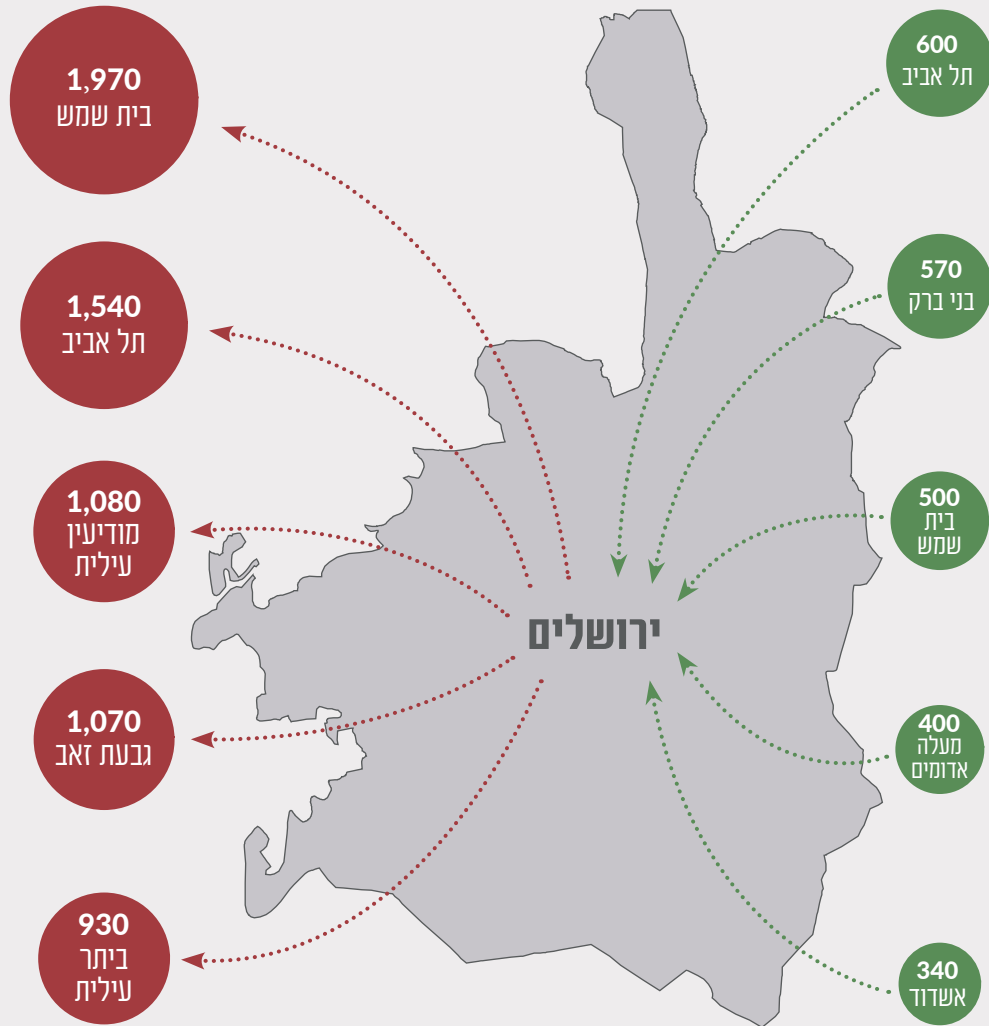 600
תל אביב
570
בני ברק
500
בית
שמש
400
מעלה
אדומים
340
אשדוד
ירושלים
1,970
בית שמש
1,540
תל אביב
1,080
מודיעין
עילית
1,070
גבעת זאב
930
ביתר
עילית